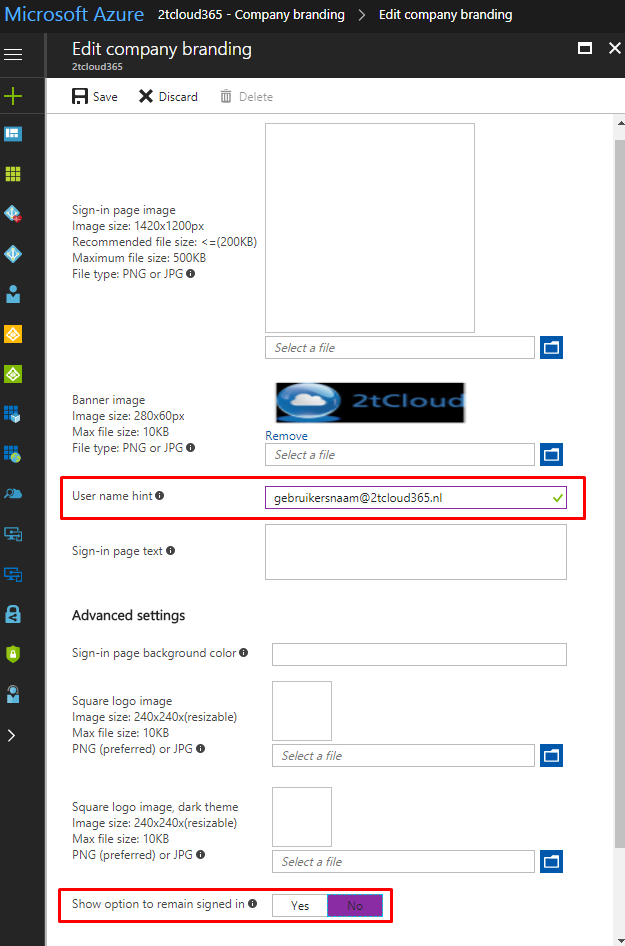 Microsoft Azure 2tcloud365 - Company branding > Edit company branding
Edit company branding
2tcloud365
Save Discard Delete
Sign-in page image
Image size: 1420x1200px
Recommended file size: <=(200KB)
Maximum file size: 500KB
File type: PNG or JPG
Select a file
2tCloud
Banner image
Image size: 280x60px
Max file size: 10KB
File type: PNG or JPG
Remove
Select a file
User name hint
gebruikersnaam@2tcloud365.nl
Sign-in page text
Advanced settings
Sign-in page background color
Square logo image
Image size: 240x240x(resizable)
Max file size: 10KB
PNG (preferred) or JPG
Select a file
Square logo image, dark theme
Image size: 240x240x(resizable)
Max file size: 10KB
PNG (preferred) or JPG
Select a file
Show option to remain signed in
Yes No